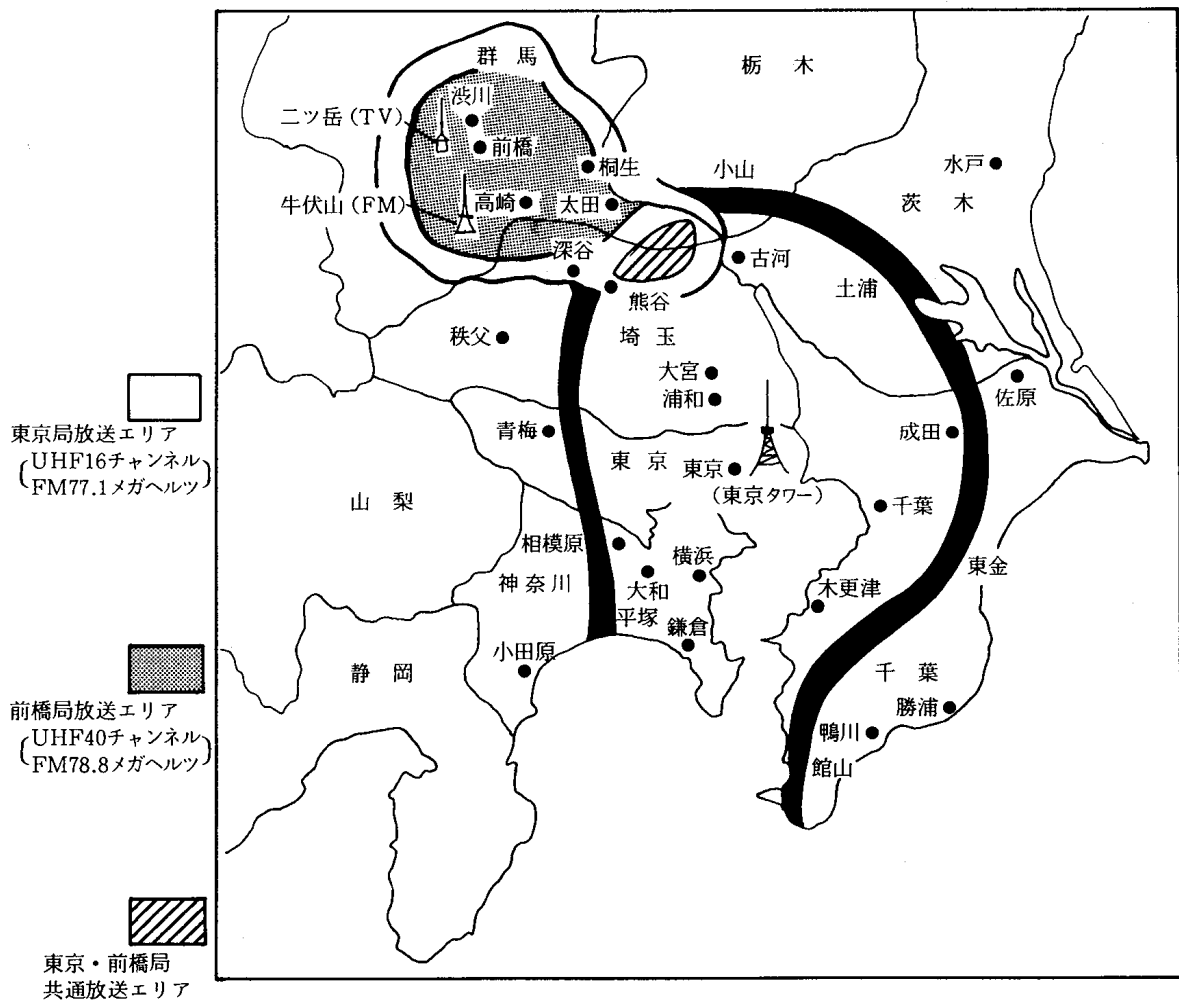 群馬
栃木
渋川
二ツ岳(TV)
前橋
桐生
小山
水戸
牛伏山(FM)
高崎
太田
茨木
深谷
古河
熊谷
土浦
秩父
埼玉
大宮
浦和
佐原
青梅
東京
東京
(東京タワー)
成田
山梨
千葉
相模原
横浜
東金
神奈川
大和
木更津
平塚
鎌倉
小田原
静岡
千葉
勝浦
鴨川
館山
東京局放送エリア
(UHF16チャンネル
FM77.1メガヘルツ)
前橋局放送エリア
(UHF40チャンネル
FM78.8メガヘルツ)
東京・前橋局
共通放送エリア